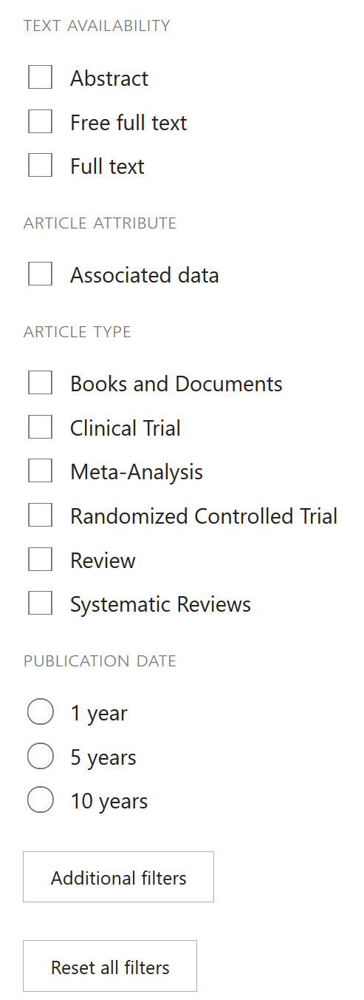 TEXT AVAILABILITY
Abstract
Free full text
Full text
ARTICLE ATTRIBUTE
Associated data
ARTICLE TYPE
Books and Documents
Clinical Trial
Meta-Analysis
Randomized Controlled Trial
Review
Systematic Reviews
PUBLICATION DATE
1 year
5 years
10 years
Additional filters
Reset all filters